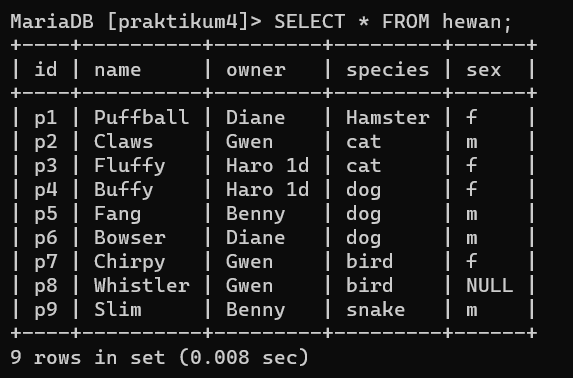 MariaDB [praktikum4]> SELECT * FROM hewan;
+----+----------+---------+---------+------+
| id | name     | owner   | species | sex  |
+----+----------+---------+---------+------+
| p1 | Puffball | Diane   | Hamster | f    |
| p2 | Claws    | Gwen    | cat     | m    |
| p3 | Fluffy   | Haro 1d | cat     | f    |
| p4 | Buffy    | Haro 1d | dog     | f    |
| p5 | Fang     | Benny   | dog     | m    |
| p6 | Bowser   | Diane   | dog     | m    |
| p7 | Chirpy   | Gwen    | bird    | f    |
| p8 | Whistler | Gwen    | bird    | NULL |
| p9 | Slim     | Benny   | snake   | m    |
+----+----------+---------+---------+------+
9 rows in set (0.008 sec)